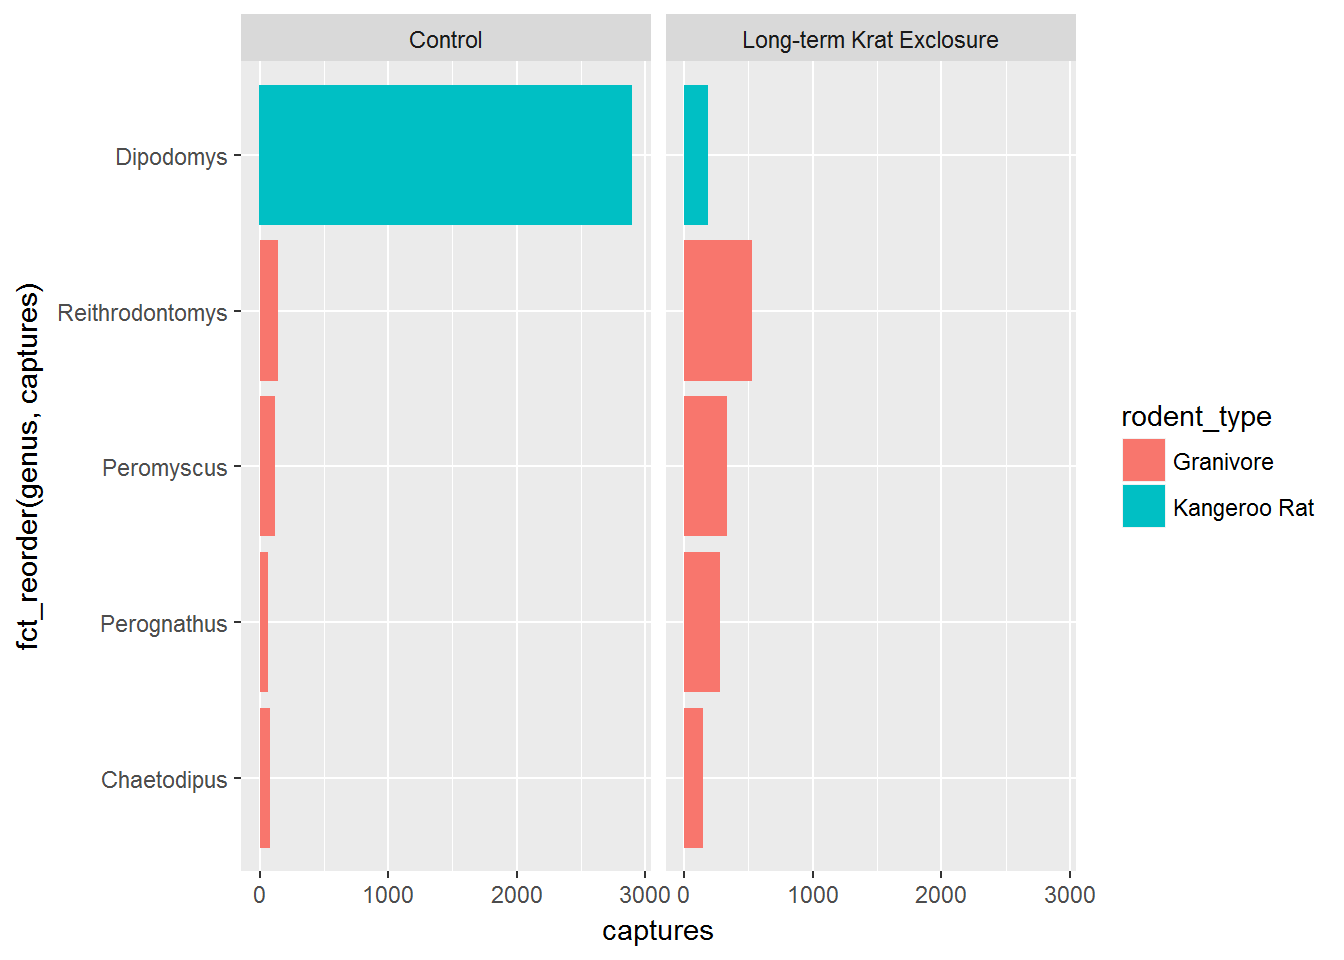 Control
Long-term Krat Exclosure
Dipodomys
Reithrodontomys
Peromyscus
Perognathus
Chaetodipus
fct_reorder(genus, captures)
0 1000 2000 3000
0 1000 2000 3000
captures
rodent_type
Granivore
Kangeroo Rat